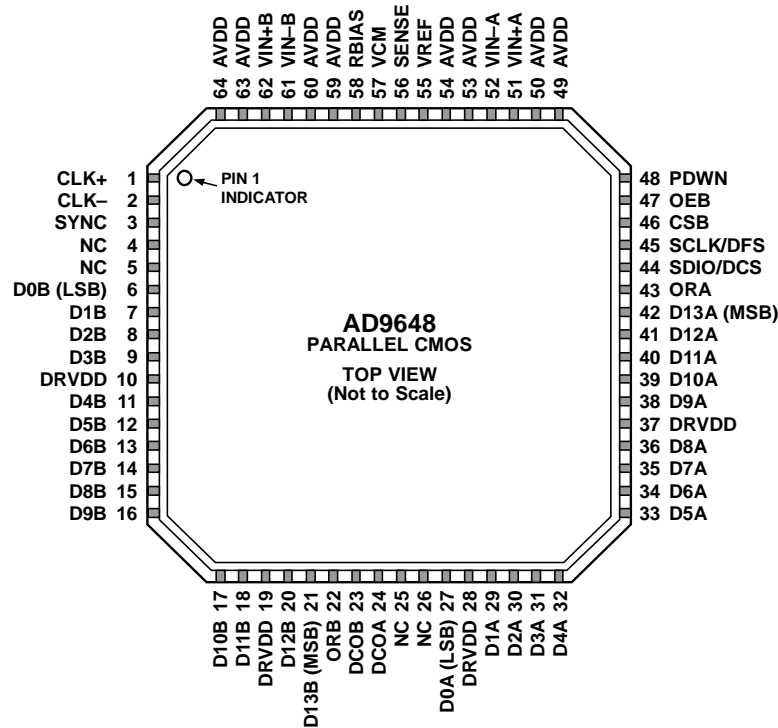 64 AVDD
63 AVDD
62 VIN+B
61 VIN–B
60 AVDD
59 AVDD
58 RBIAS
57 VCM
56 SENSE
55 VREF
54 AVDD
53 AVDD
52 VIN–A
51 VIN+A
50 AVDD
49 AVDD
CLK+ 1
CLK– 2
SYNC 3
NC 4
NC 5
D0B (LSB) 6
D1B 7
D2B 8
D3B 9
DRVDD 10
D4B 11
D5B 12
D6B 13
D7B 14
D8B 15
D9B 16
PIN 1
INDICATOR
AD9648
PARALLEL CMOS
TOP VIEW
(Not to Scale)
48 PDWN
47 OEB
46 CSB
45 SCLK/DFS
44 SDIO/DCS
43 ORA
42 D13A (MSB)
41 D12A
40 D11A
39 D10A
38 D9A
37 DRVDD
36 D8A
35 D7A
34 D6A
33 D5A
D10B 17
D11B 18
DRVDD 19
D12B 20
D13B (MSB) 21
ORB 22
DCOB 23
DCOA 24
NC 25
NC 26
D0A (LSB) 27
DRVDD 28
D1A 29
D2A 30
D3A 31
D4A 32